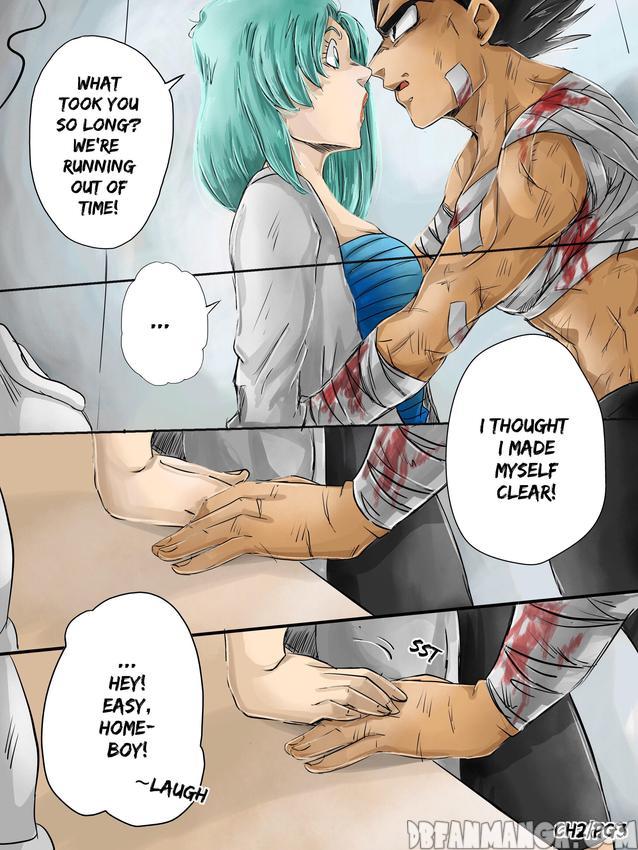 WHAT
TOOK YOU
SO LONG?
WE'RE
RUNNING
OUT OF
TIME!
...
I THOUGHT
I MADE
MYSELF
CLEAR!
SST
...
HEY!
EASY,
HOME-
BOY!
~LAUGH
CH2/PG3
DBFANMANGA.COM